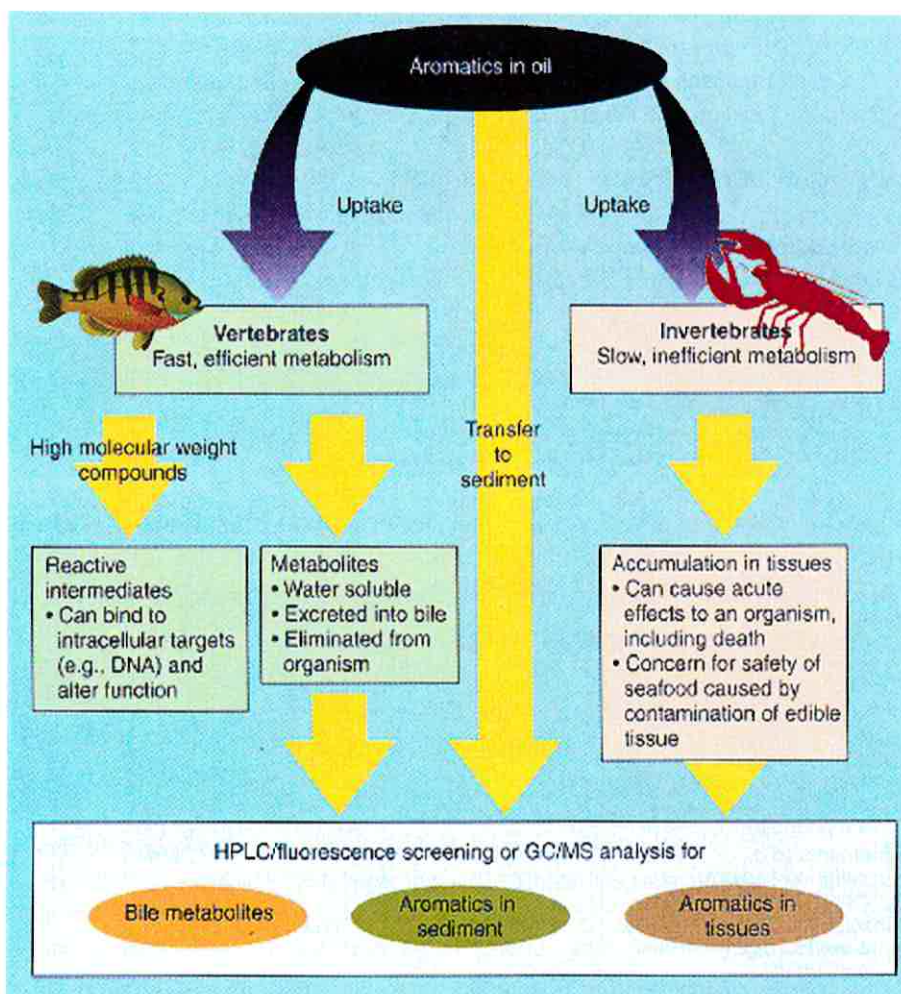 Aromatics in oil
Uptake
Uptake
Vertebrates
Fast, efficient metabolism
Invertebrates
Slow, inefficient metabolism
High molecular weight
compounds
Transfer
to
sediment
Reactive
intermediates
• Can bind to
intracellular targets
(e.g., DNA) and
alter function
Metabolites
• Water soluble
• Excreted into bile
• Eliminated from
organism
Accumulation in tissues
• Can cause acute
effects to an organism,
including death
• Concern for safety of
seafood caused by
contamination of edible
tissue
HPLC/fluorescence screening or GC/MS analysis for
Bile metabolites
Aromatics in
sediment
Aromatics in
tissues